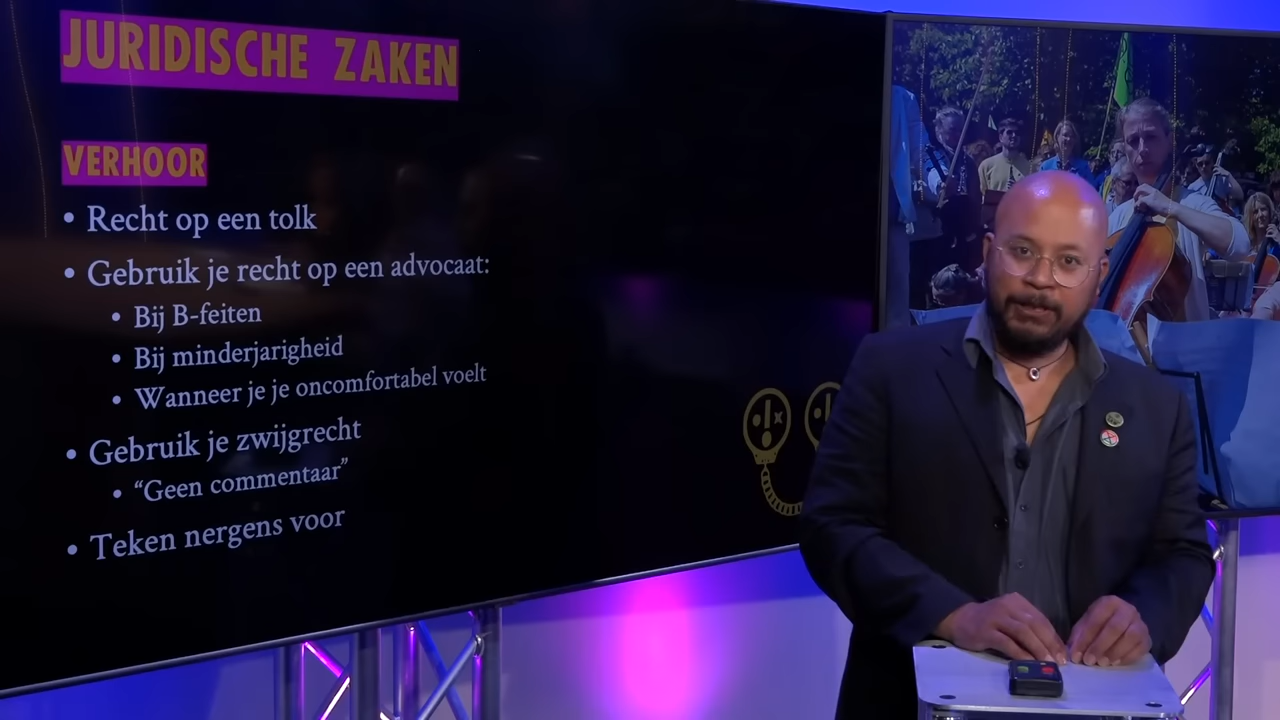 JURIDISCHE ZAKEN
VERHOOR
• Recht op een tolk
• Gebruik je recht op een advocaat:
• Bij B-feiten
• Bij minderjarigheid
• Wanneer je je oncomfortabel voelt
• Gebruik je zwijgrecht
• “Geen commentaar”
• Teken nergens voor